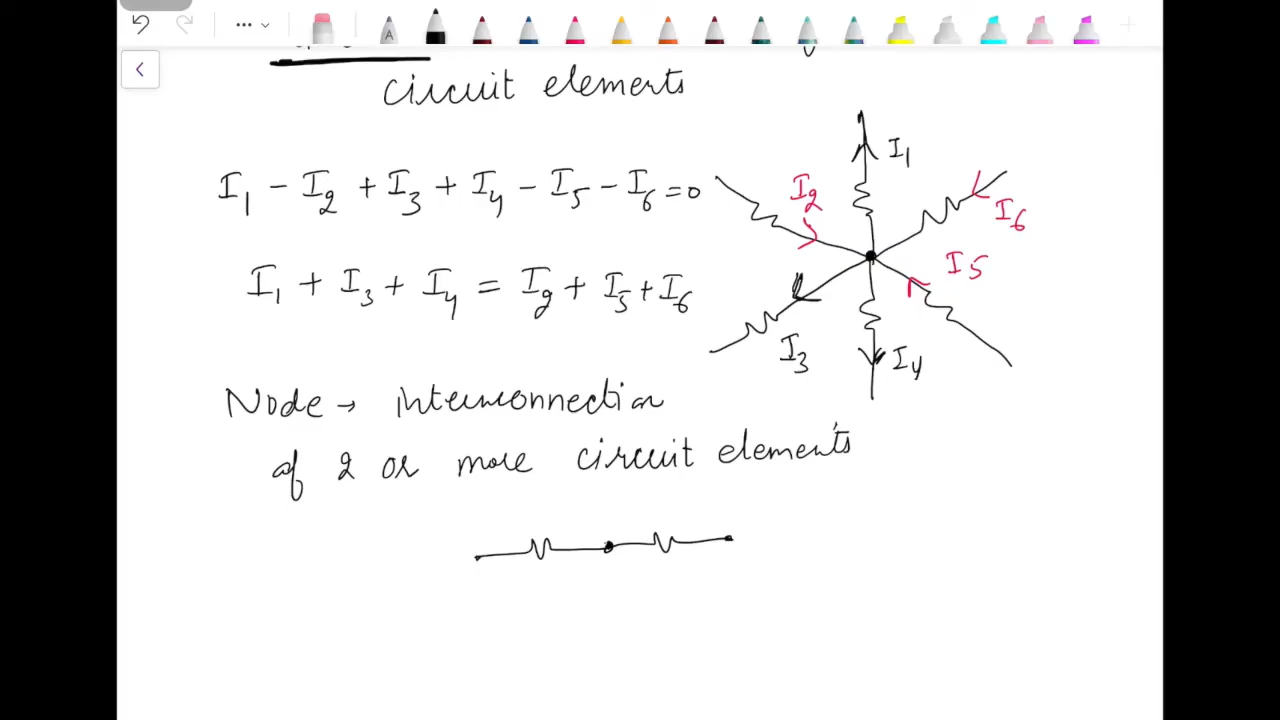 circuit elements
I1 - I2 + I3 + I4 - I5 - I6 = 0
I1 + I3 + I4 = I2 + I5 + I6
Node → interconnection
of 2 or more circuit elements
I1
I2
I6
I5
I3
I4
A